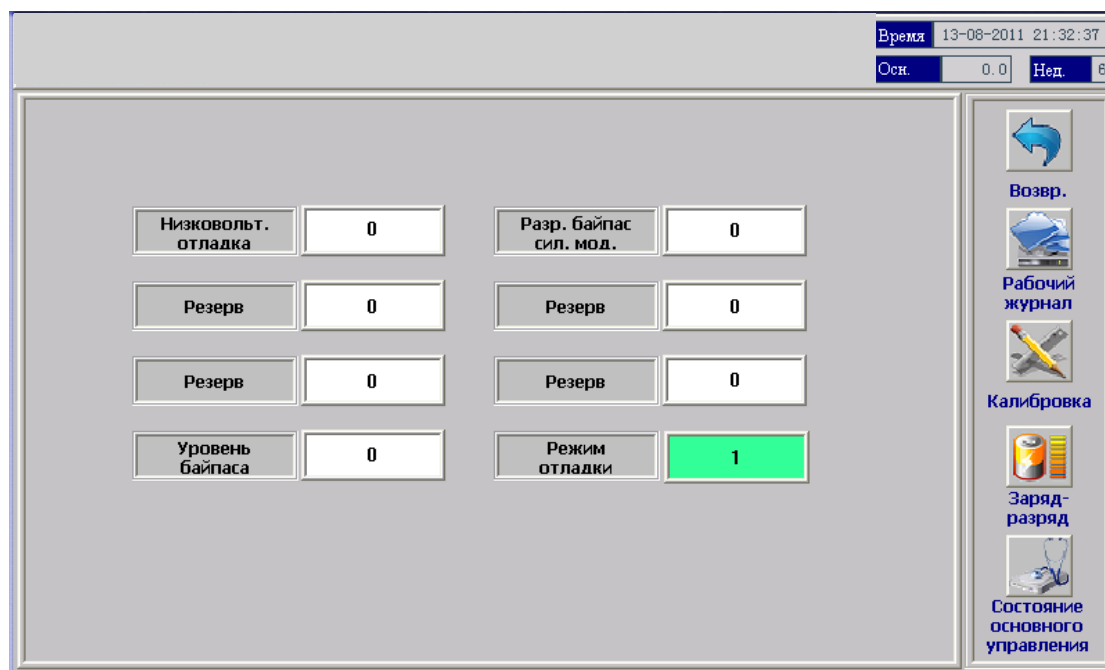 Время 13-08-2011 21:32:37
Осн. 0.0 Нед. 6
Низковольт.
отладка
0
Разр. байпас
сил. мод.
0
Резерв 0
Резерв 0
Резерв 0
Резерв 0
Уровень
байпаса
0
Режим
отладки
1
Возвр.
Рабочий
журнал
Калибровка
Заряд-
разряд
Состояние
основного
управления